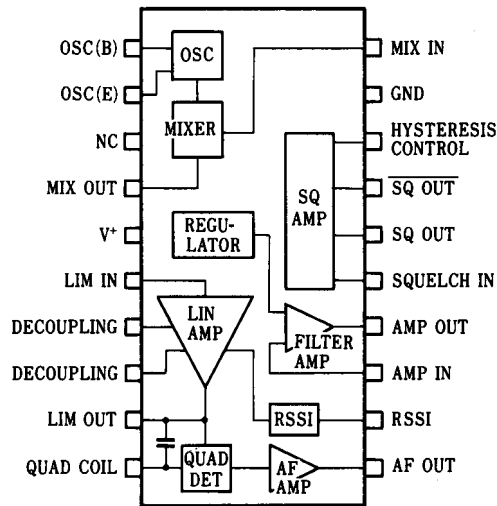 OSC(B)
OSC(E)
NC
MIX OUT
V+
LIM IN
DECOUPLING
DECOUPLING
LIM OUT
QUAD COIL
OSC
MIXER
REGU-
LATOR
LIN
AMP
QUAD
DET
SQ
AMP
FILTER
AMP
RSSI
AF
AMP
MIX IN
GND
HYSTERESIS
CONTROL
SQ OUT
SQ OUT
SQUELCH IN
AMP OUT
AMP IN
RSSI
AF OUT